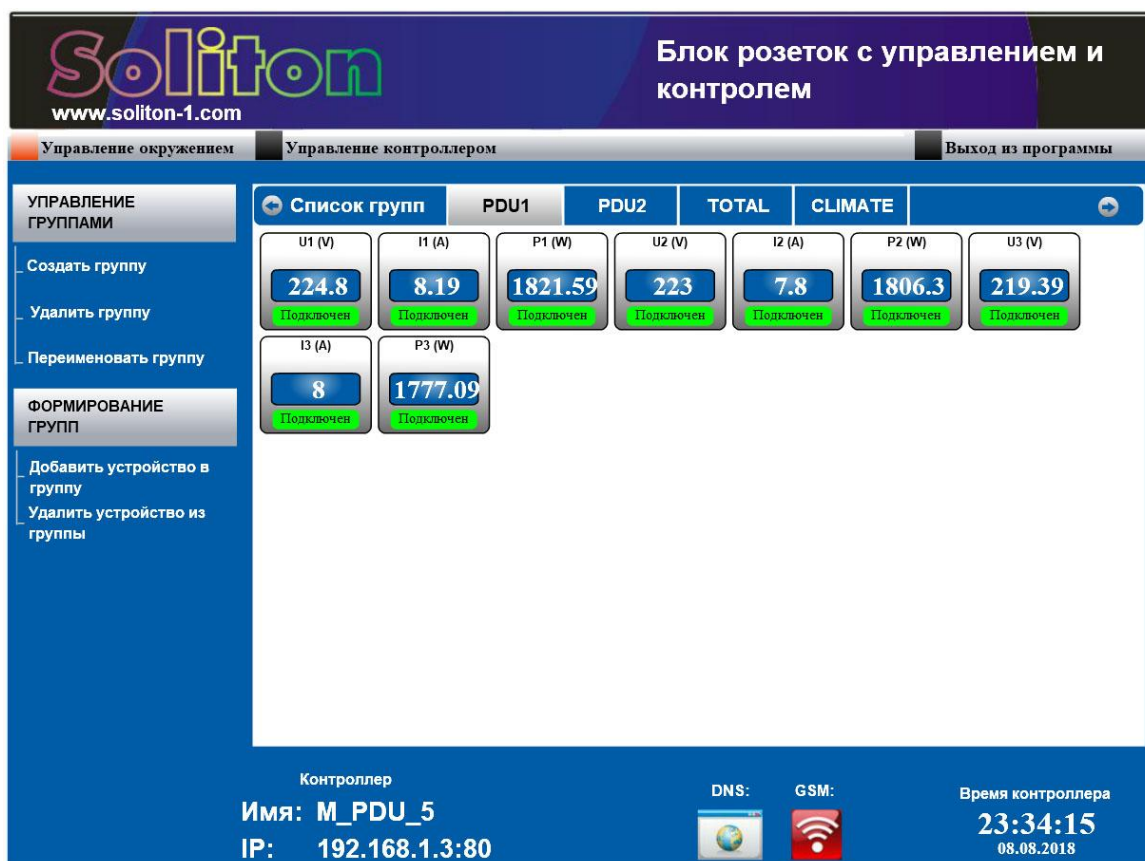 Soliton
www.soliton-1.com
Блок розеток с управлением и
контролем
Управление окружением
Управление контроллером
Выход из программы
УПРАВЛЕНИЕ
ГРУППАМИ
Создать группу
Удалить группу
Переименовать группу
ФОРМИРОВАНИЕ
ГРУПП
Добавить устройство в
группу
Удалить устройство из
группы
Список групп PDU1 PDU2 TOTAL CLIMATE
U1 (V) I1 (A) P1 (W) U2 (V) I2 (A) P2 (W) U3 (V)
224.8 8.19 1821.59 223 7.8 1806.3 219.39
Подключен Подключен Подключен Подключен Подключен Подключен Подключен
I3 (A) P3 (W)
8 1777.09
Подключен Подключен
Контроллер
Имя: M_PDU_5
IP: 192.168.1.3:80
DNS: GSM:
Время контроллера
23:34:15
08.08.2018